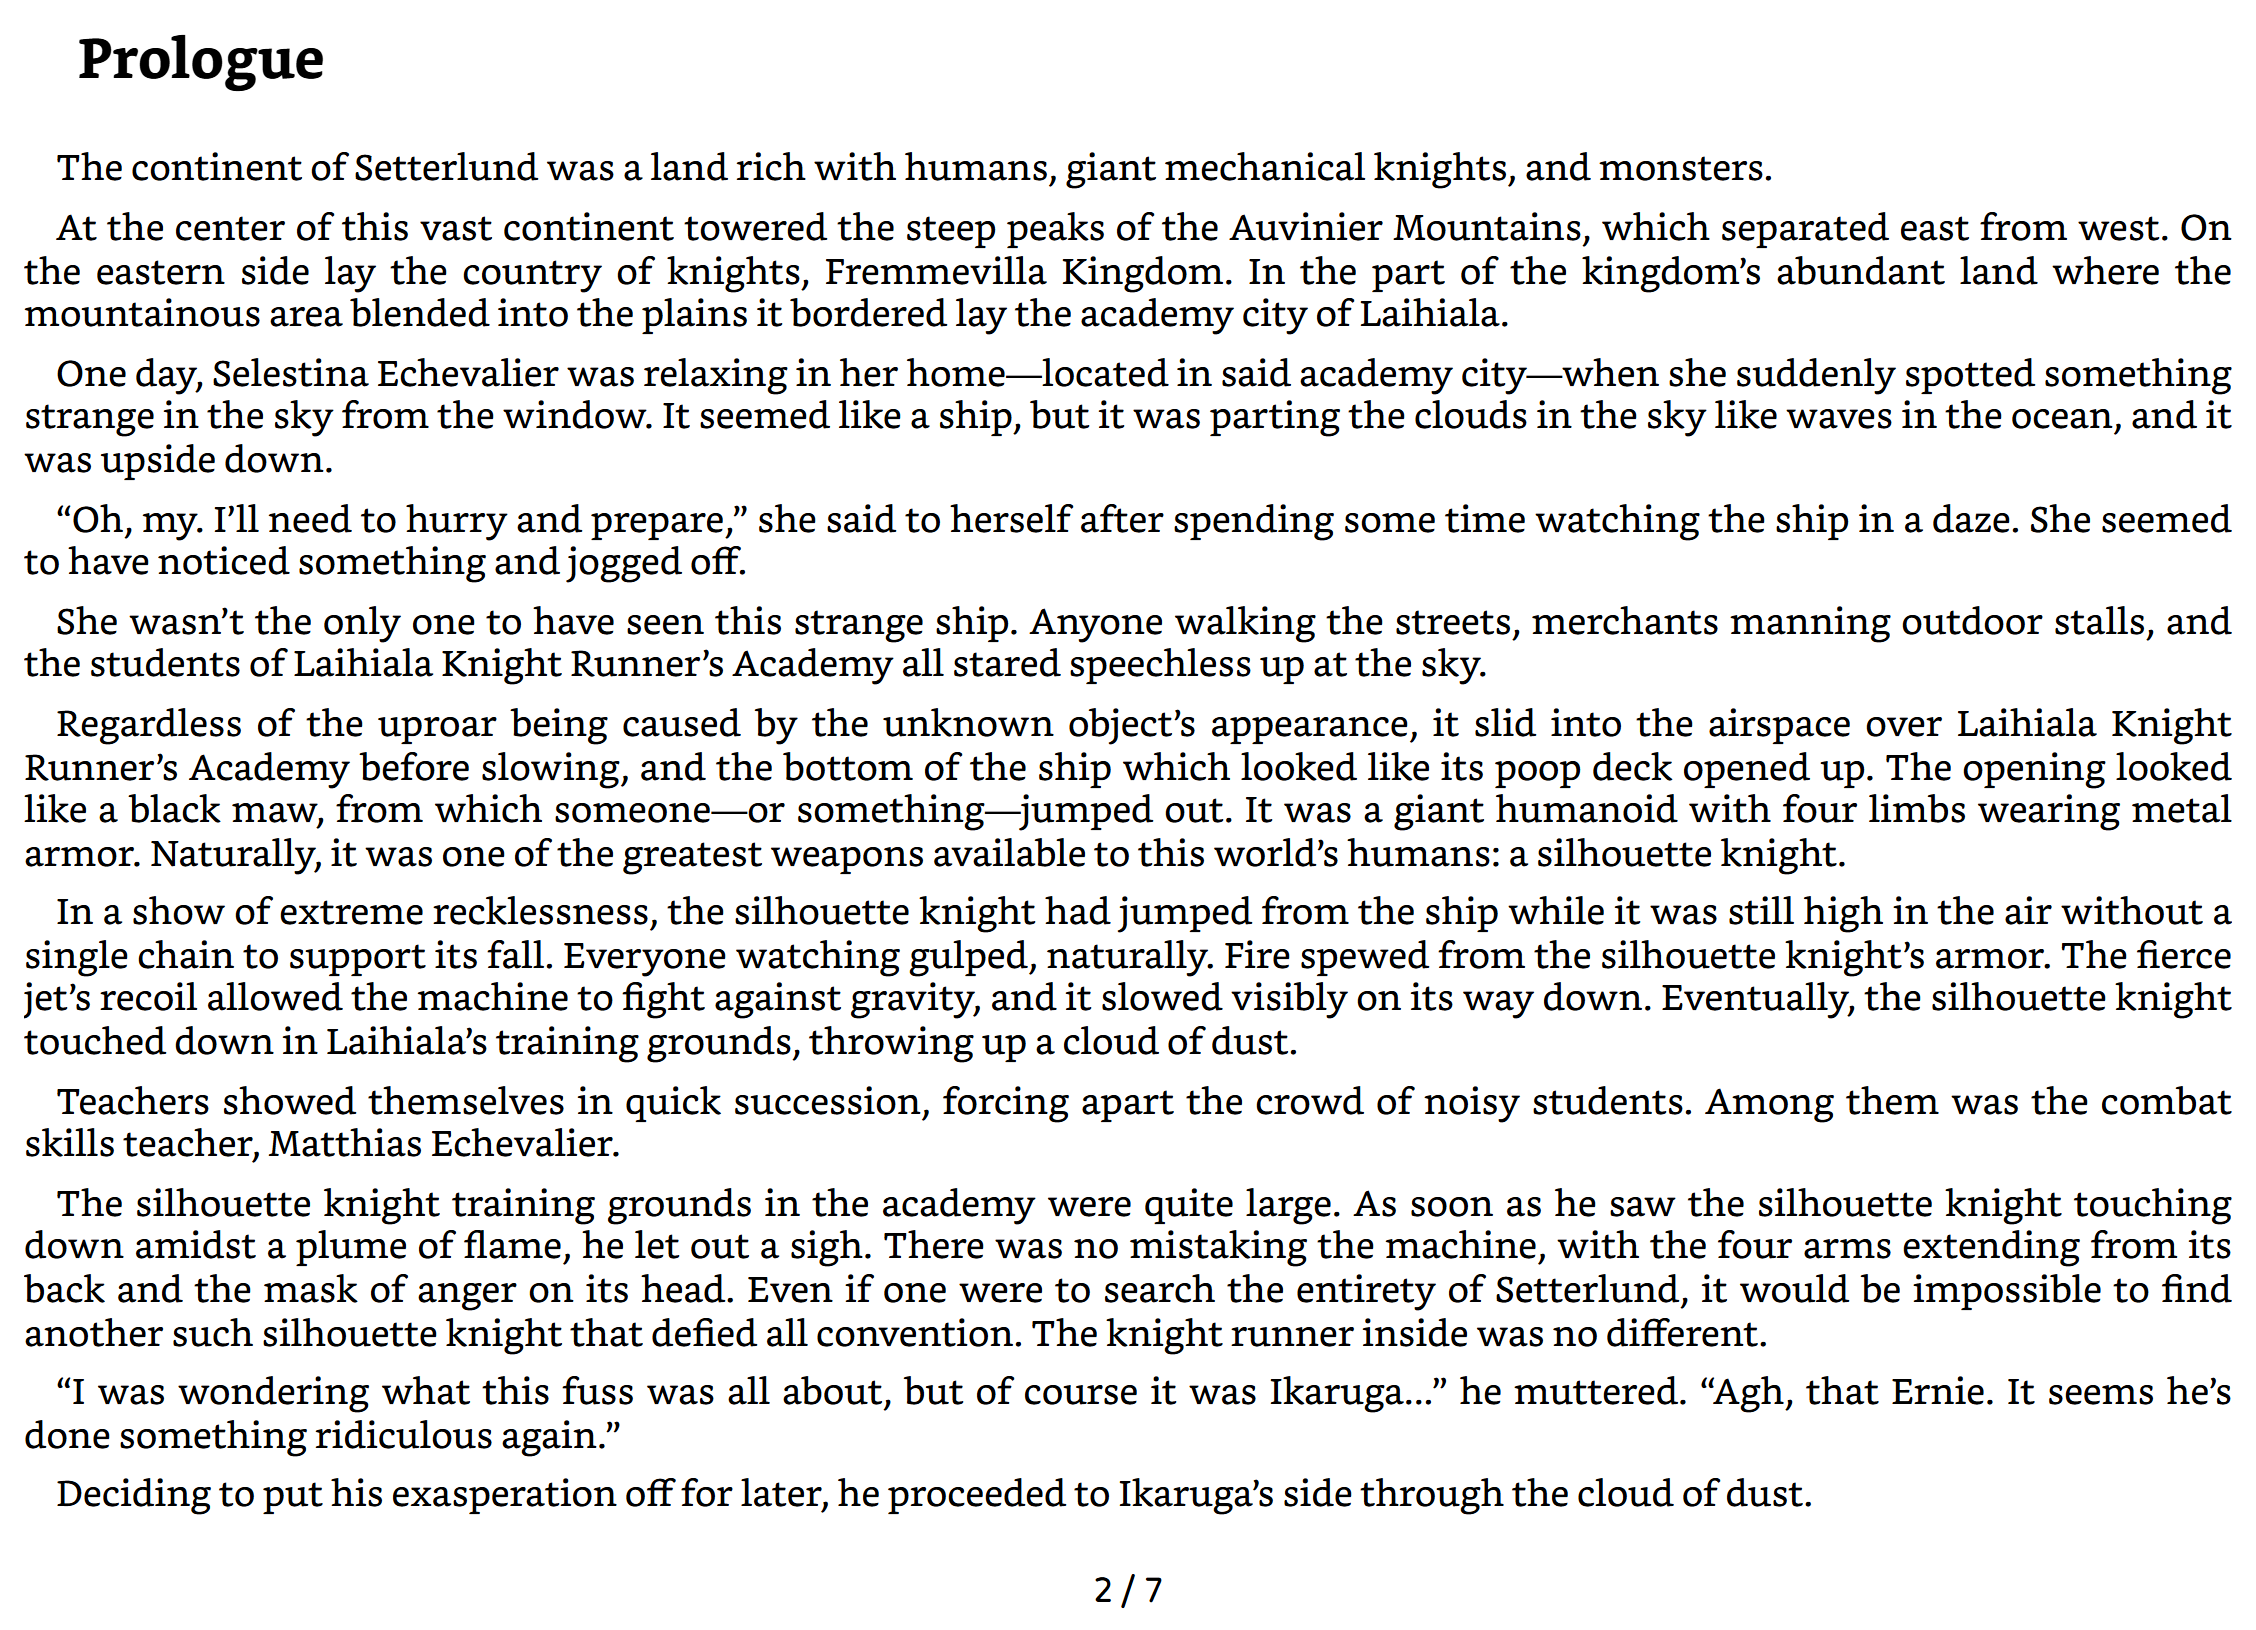 Prologue
The continent of Setterlund was a land rich with humans, giant mechanical knights, and monsters.
At the center of this vast continent towered the steep peaks of the Auvinier Mountains, which separated east from west. On
the eastern side lay the country of knights, Fremmevilla Kingdom. In the part of the kingdom’s abundant land where the
mountainous area blended into the plains it bordered lay the academy city of Laihiala.
One day, Selestina Echevalier was relaxing in her home—located in said academy city—when she suddenly spotted something
strange in the sky from the window. It seemed like a ship, but it was parting the clouds in the sky like waves in the ocean, and it
was upside down.
“Oh, my. I’ll need to hurry and prepare,” she said to herself after spending some time watching the ship in a daze. She seemed
to have noticed something and jogged off.
She wasn’t the only one to have seen this strange ship. Anyone walking the streets, merchants manning outdoor stalls, and
the students of Laihiala Knight Runner’s Academy all stared speechless up at the sky.
Regardless of the uproar being caused by the unknown object’s appearance, it slid into the airspace over Laihiala Knight
Runner’s Academy before slowing, and the bottom of the ship which looked like its poop deck opened up. The opening looked
like a black maw, from which someone—or something—jumped out. It was a giant humanoid with four limbs wearing metal
armor. Naturally, it was one of the greatest weapons available to this world’s humans: a silhouette knight.
In a show of extreme recklessness, the silhouette knight had jumped from the ship while it was still high in the air without a
single chain to support its fall. Everyone watching gulped, naturally. Fire spewed from the silhouette knight’s armor. The fierce
jet’s recoil allowed the machine to fight against gravity, and it slowed visibly on its way down. Eventually, the silhouette knight
touched down in Laihiala’s training grounds, throwing up a cloud of dust.
Teachers showed themselves in quick succession, forcing apart the crowd of noisy students. Among them was the combat
skills teacher, Matthias Echevalier.
The silhouette knight training grounds in the academy were quite large. As soon as he saw the silhouette knight touching
down amidst a plume of flame, he let out a sigh. There was no mistaking the machine, with the four arms extending from its
back and the mask of anger on its head. Even if one were to search the entirety of Setterlund, it would be impossible to find
another such silhouette knight that defied all convention. The knight runner inside was no different.
“I was wondering what this fuss was all about, but of course it was Ikaruga...” he muttered. “Agh, that Ernie. It seems he’s
done something ridiculous again.”
Deciding to put his exasperation off for later, he proceeded to Ikaruga’s side through the cloud of dust.
2 / 7